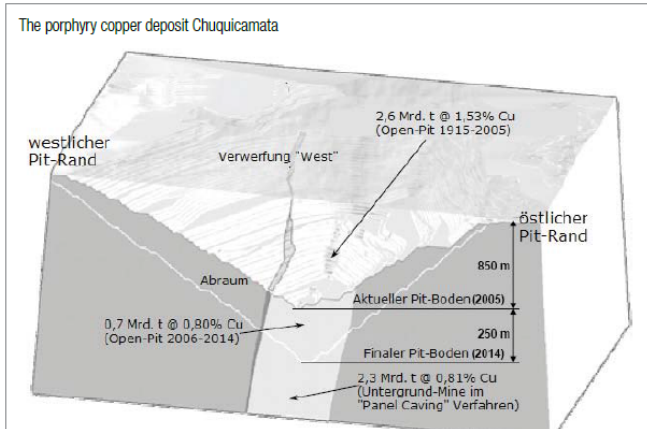 The porphyry copper deposit Chuquicamata
westlicher
Pit-Rand
Verwerfung "West"
2,6 Mrd. t @ 1,53% Cu
(Open-Pit 1915-2005)
östlicher
Pit-Rand
850 m
Abraum
Aktueller Pit-Boden (2005)
0,7 Mrd. t @ 0,80% Cu
(Open-Pit 2006-2014)
250 m
Finaler Pit-Boden (2014)
2,3 Mrd. t @ 0,81% Cu
(Untergrund-Mine im
"Panel Caving" Verfahren)